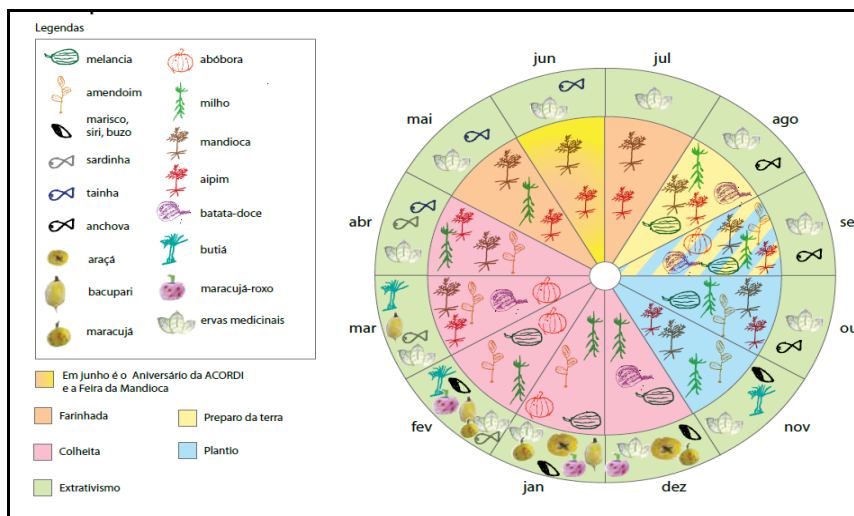 Legendas
melancia
amendoim
marisco,
siri, buzo
sardinha
tainha
anchova
araçá
bacupari
maracujá
abóbora
milho
mandioca
aipim
batata-doce
butiá
maracujá-roxo
ervas medicinais
Em junho é o Aniversário da ACORDI
e a Feira da Mandioca
Farinhada
Preparo da terra
Colheita
Plantio
Extrativismo
jun
jul
mai
ago
abr
se
mar
ou
fev
nov
jan
dez